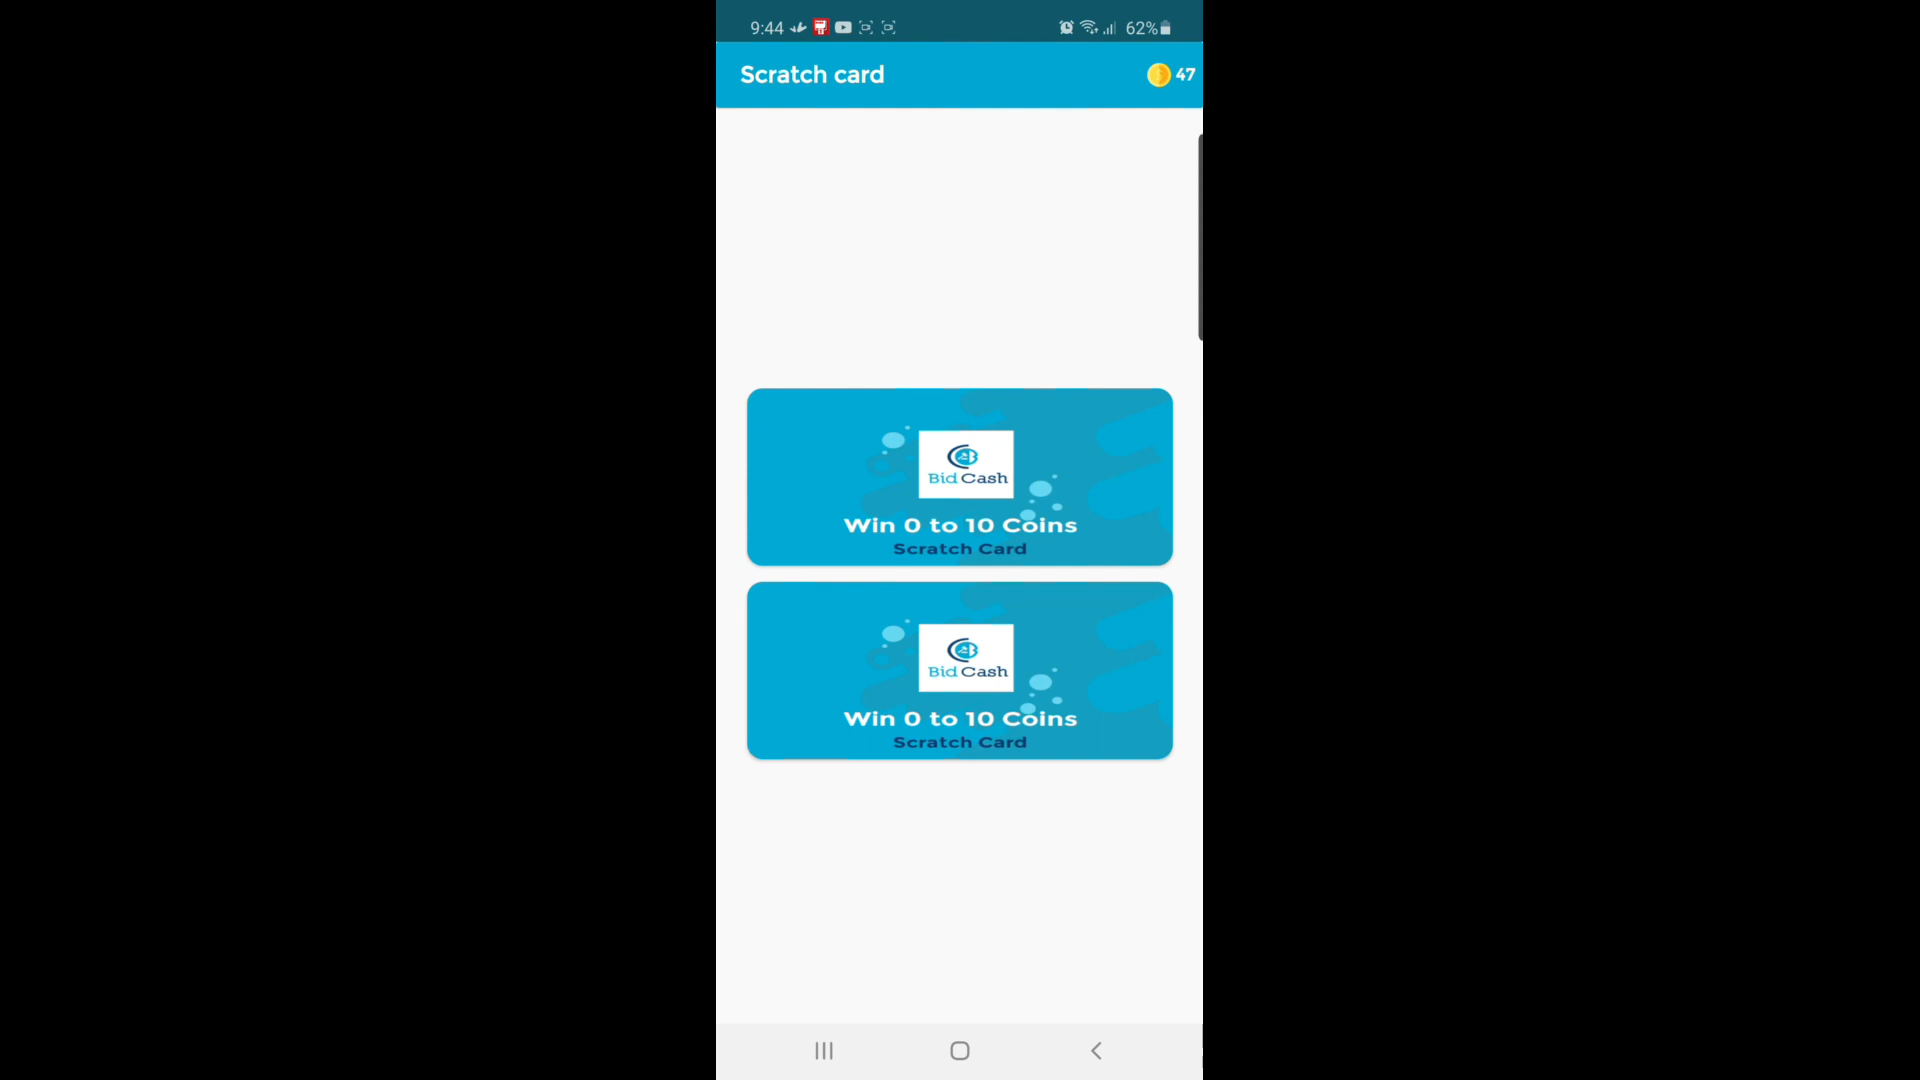 9:44 62%
Scratch card 47
Bid Cash
Win 0 to 10 Coins
Scratch Card
Bid Cash
Win 0 to 10 Coins
Scratch Card